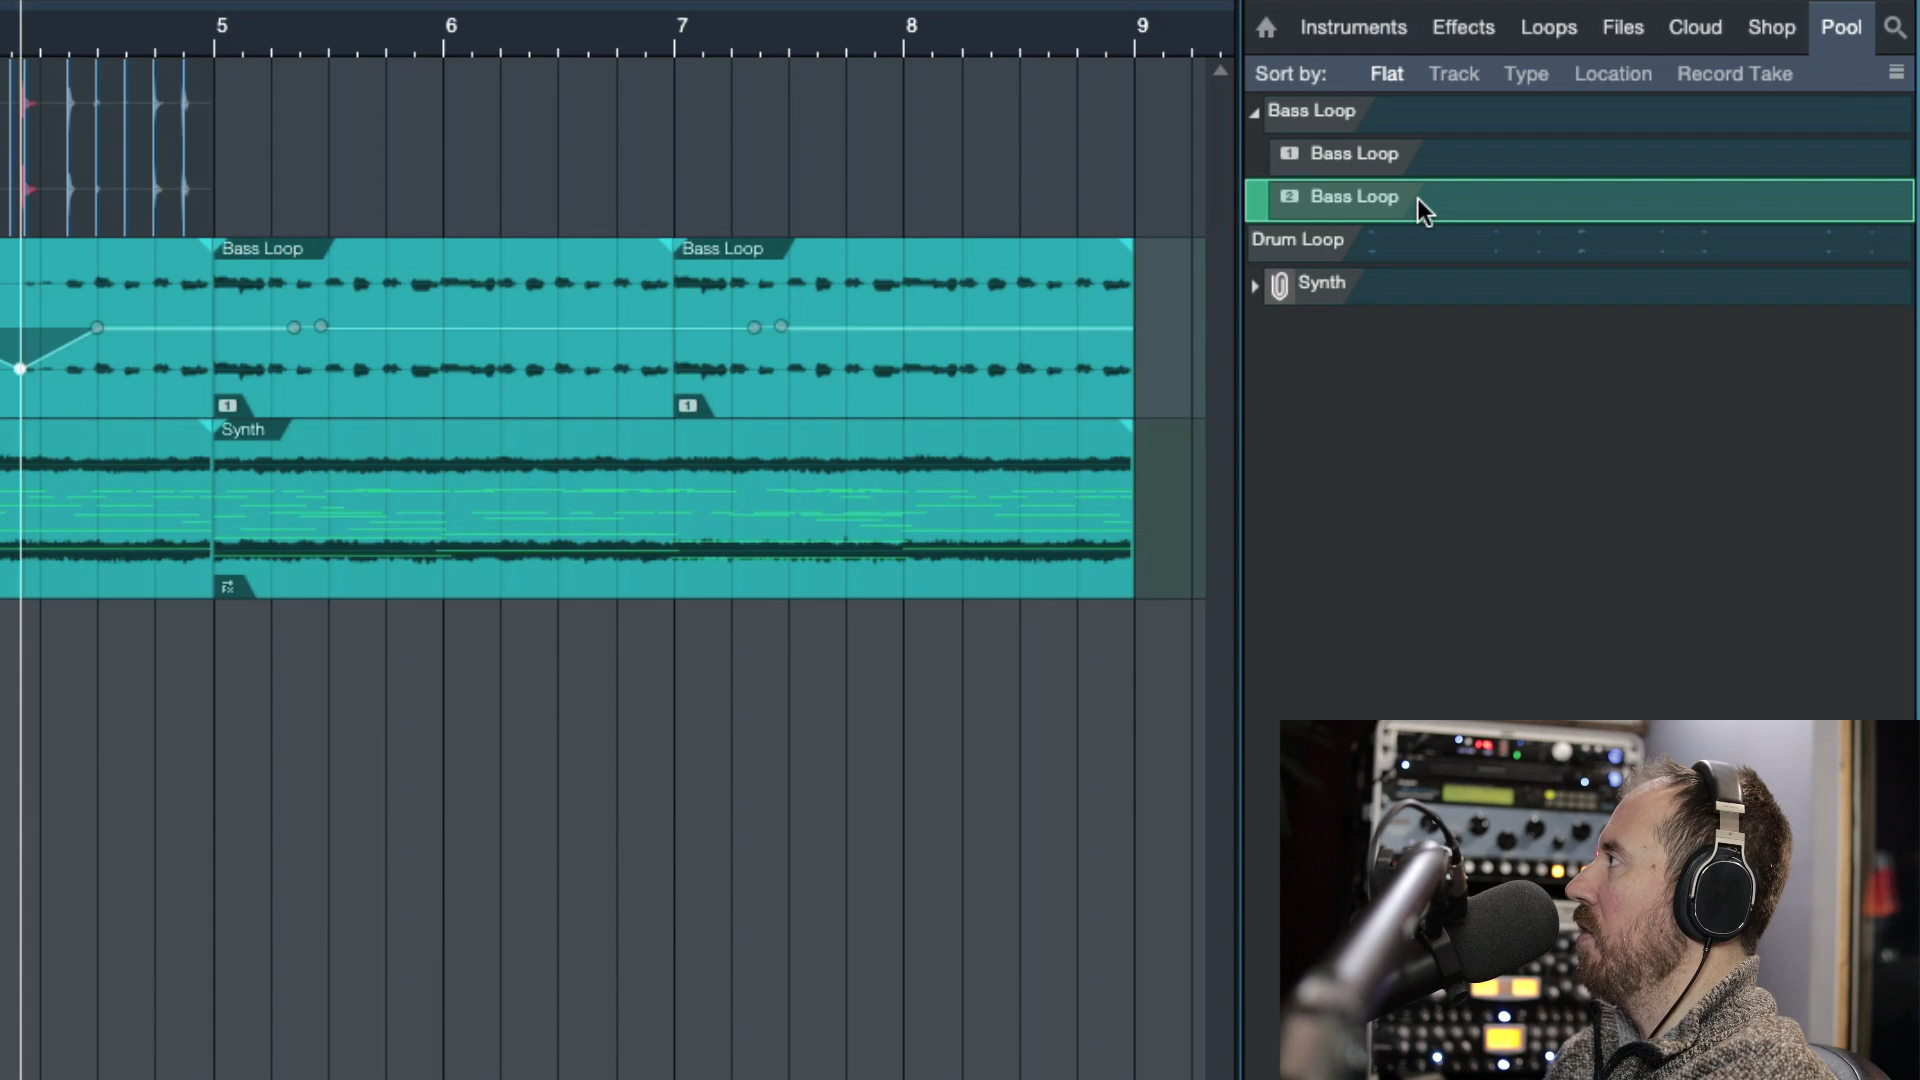 5 6 7 8 9
Instruments Effects Loops Files Cloud Shop Pool
Sort by: Flat Track Type Location Record Take
Bass Loop
1 Bass Loop
2 Bass Loop
Drum Loop
Synth
Bass Loop Bass Loop
1 1
Synth
Fx